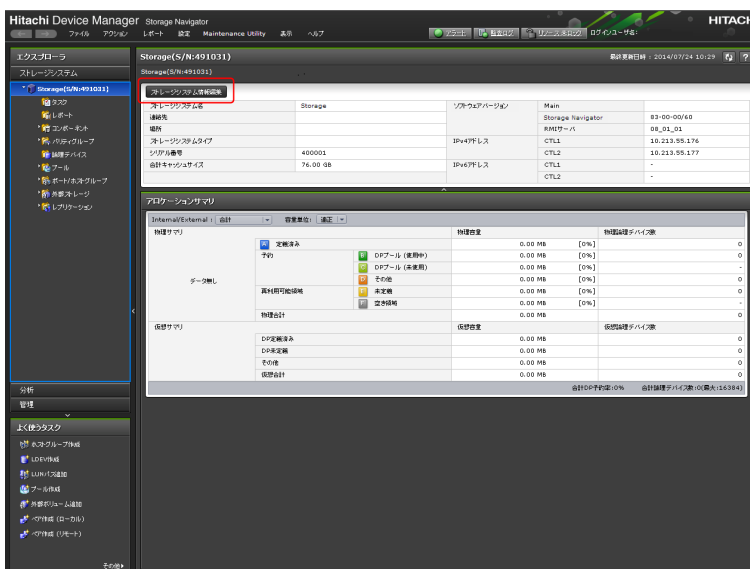 Hitachi Device Manager Storage Navigator
HITACHI
ファイル アクション レポート 設定 Maintenance Utility 表示 ヘルプ
アラート 監査ログ リソース未ロック ログインユーザ名:
エクスプローラ
ストレージシステム
Storage(S/N:491031)
タスク
レポート
コンポーネント
パリティグループ
論理デバイス
プール
ポート/ホストグループ
外部ストレージ
レプリケーション
分析
管理
よく使うタスク
ホストグループ作成
LDEV作成
LUNパス追加
プール作成
外部ボリューム追加
ペア作成 (ローカル)
ペア作成 (リモート)
その他
Storage(S/N:491031)
最終更新日時 : 2014/07/24 10:29
Storage(S/N:491031)
ストレージシステム情報編集
ストレージシステム名 Storage ソフトウェアバージョン Main
連絡先 Storage Navigator 83-00-00/60
場所 RMIサーバ 08_01_01
ストレージシステムタイプ IPv4アドレス CTL1 10.213.55.176
シリアル番号 400001 CTL2 10.213.55.177
合計キャッシュサイズ 76.00 GB IPv6アドレス CTL1 -
CTL2 -
アロケーションサマリ
Internal/External : 合計 容量単位: 適正
物理サマリ 物理容量 物理論理デバイス数
データ無し
定義済み 0.00 MB [0%] 0
予約 DPプール (使用中) 0.00 MB [0%] 0
DPプール (未使用) 0.00 MB [0%] -
その他 0.00 MB [0%] 0
再利用可能領域 未定義 0.00 MB [0%] 0
空き領域 0.00 MB [0%] -
物理合計 0.00 MB 0
仮想サマリ 仮想容量 仮想論理デバイス数
DP定義済み 0.00 MB 0
DP未定義 0.00 MB 0
その他 0.00 MB 0
仮想合計 0.00 MB 0
合計DP予約率:0% 合計論理デバイス数:0(最大:16384)